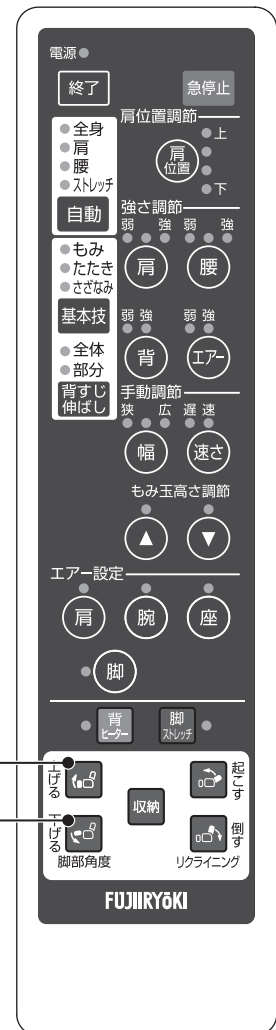 電源
終了 急停止
肩位置調節
全身
肩
腰
ストレッチ
自動
肩位置
上
下
強さ調節
弱 強 弱 強
肩 腰
もみ
たたき
さざなみ
基本技
弱 強 弱 強
背 エアー
全体
部分
背すじ伸ばし
手動調節
狭 広 遅 速
幅 速さ
もみ玉高さ調節
▲ ▼
エアー設定
肩 腕 座
脚
背ヒーター 脚ストレッチ
上げる 収納 起こす
下げる 倒す
脚部角度 リクライニング
FUJIIRYōKI